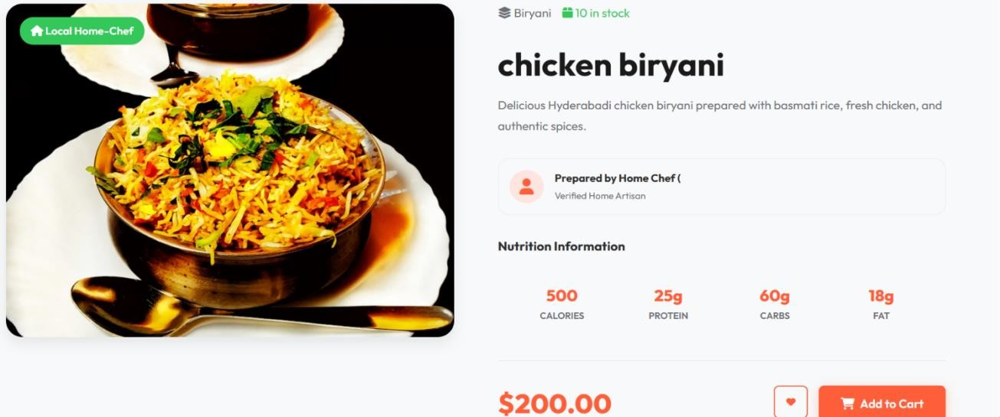 Local Home-Chef
Biryani 10 in stock
chicken biryani
Delicious Hyderabadi chicken biryani prepared with basmati rice, fresh chicken, and
authentic spices.
Prepared by Home Chef (
Verified Home Artisan
Nutrition Information
500 25g 60g 18g
CALORIES PROTEIN CARBS FAT
$200.00 Add to Cart